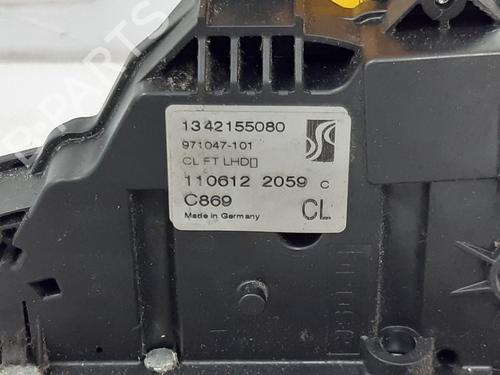 1342155080
971047-101
CL FT LHD▯
110612 2059 C
C869
CL
Made in Germany